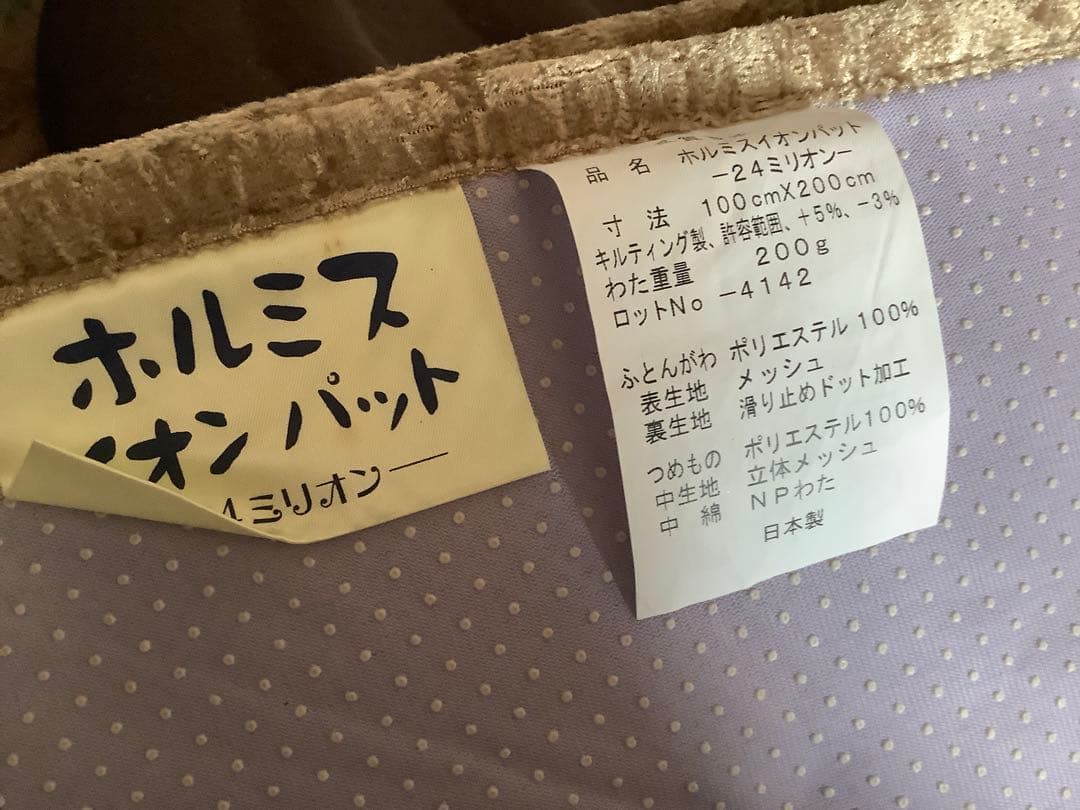 ホルミス
イオンパット
4ミリオン―
品名 ホルミスイオンパット
－24ミリオン－
寸法 100cmX200cm
キルティング製、許容範囲、＋5%、－3%
わた重量 200g
ロットNo －4142
ふとんがわ ポリエステル100%
表生地 メッシュ
裏生地 滑り止めドット加工
つめもの ポリエステル100%
中生地 立体メッシュ
中綿 NPわた
日本製